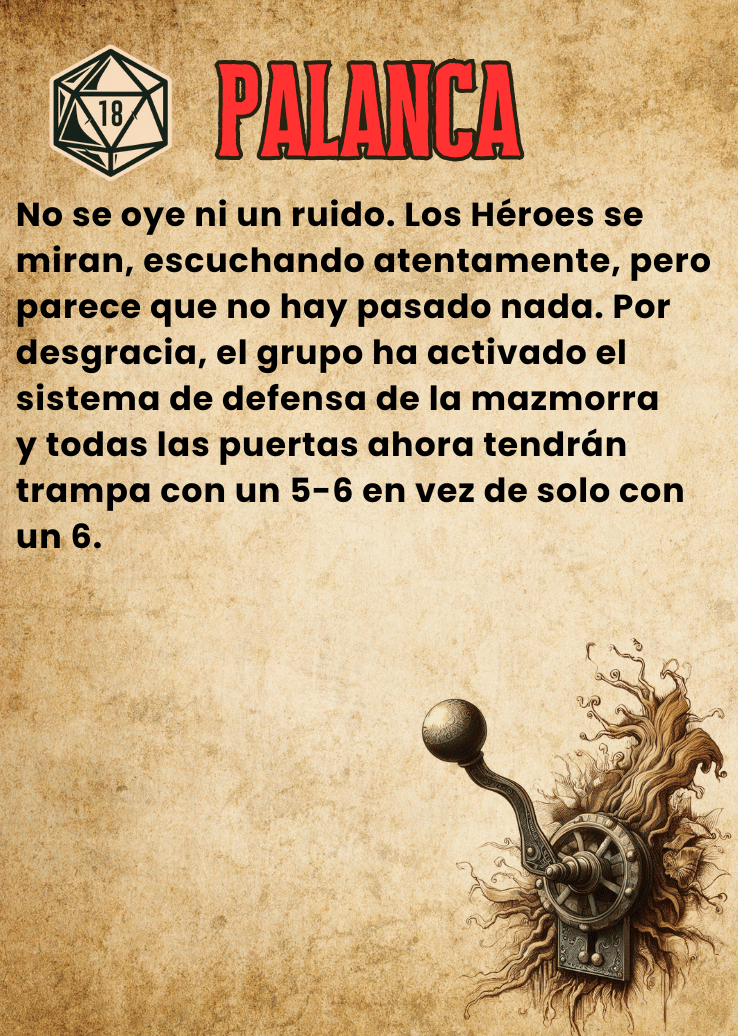 18
PALANCA
No se oye ni un ruido. Los Héroes se
miran, escuchando atentamente, pero
parece que no hay pasado nada. Por
desgracia, el grupo ha activado el
sistema de defensa de la mazmorra
y todas las puertas ahora tendrán
trampa con un 5-6 en vez de solo con
un 6.